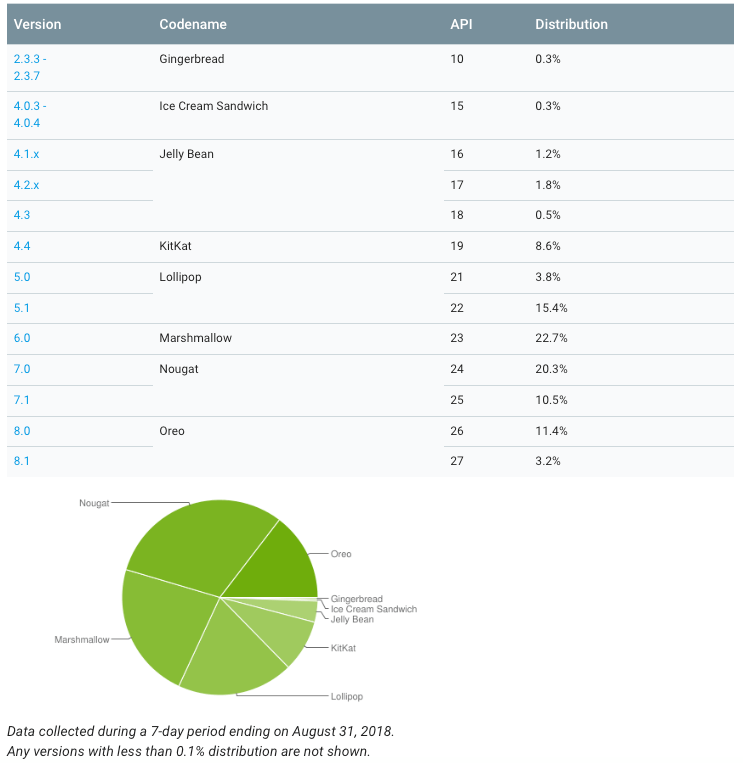 Version Codename API Distribution
2.3.3 - Gingerbread 10 0.3%
2.3.7
4.0.3 - Ice Cream Sandwich 15 0.3%
4.0.4
4.1.x Jelly Bean 16 1.2%
4.2.x 17 1.8%
4.3 18 0.5%
4.4 KitKat 19 8.6%
5.0 Lollipop 21 3.8%
5.1 22 15.4%
6.0 Marshmallow 23 22.7%
7.0 Nougat 24 20.3%
7.1 25 10.5%
8.0 Oreo 26 11.4%
8.1 27 3.2%
Nougat
Oreo
Gingerbread
Ice Cream Sandwich
Jelly Bean
Marshmallow
KitKat
Lollipop
Data collected during a 7-day period ending on August 31, 2018.
Any versions with less than 0.1% distribution are not shown.